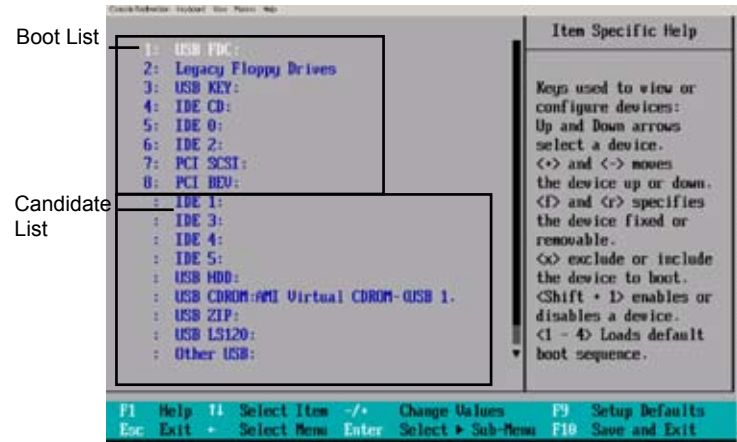 Console Redirection Keyboard View Macros Help
Boot List
1: USB FDC:
2: Legacy Floppy Drives
3: USB KEY:
4: IDE CD:
5: IDE 0:
6: IDE 2:
7: PCI SCSI:
8: PCI BEV:
Candidate
List
: IDE 1:
: IDE 3:
: IDE 4:
: IDE 5:
: USB HDD:
: USB CDROM:AMI Virtual CDROM-(USB 1.
: USB ZIP:
: USB LS120:
: Other USB:
Item Specific Help
Keys used to view or
configure devices:
Up and Down arrows
select a device.
<+> and <-> moves
the device up or down.
<f> and <r> specifies
the device fixed or
removable.
<x> exclude or include
the device to boot.
<Shift + 1> enables or
disables a device.
<1 - 4> Loads default
boot sequence.
F1 Help ↑↓ Select Item -/+ Change Values F9 Setup Defaults
Esc Exit ← Select Menu Enter Select ► Sub-Menu F10 Save and Exit